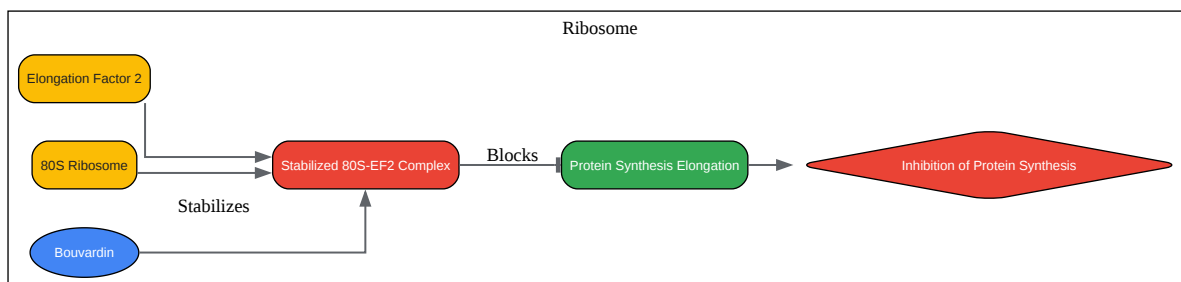 Ribosome
Elongation Factor 2
80S Ribosome
Stabilized 80S-EF2 Complex
Blocks
Protein Synthesis Elongation
Inhibition of Protein Synthesis
Stabilizes
Bouvardin